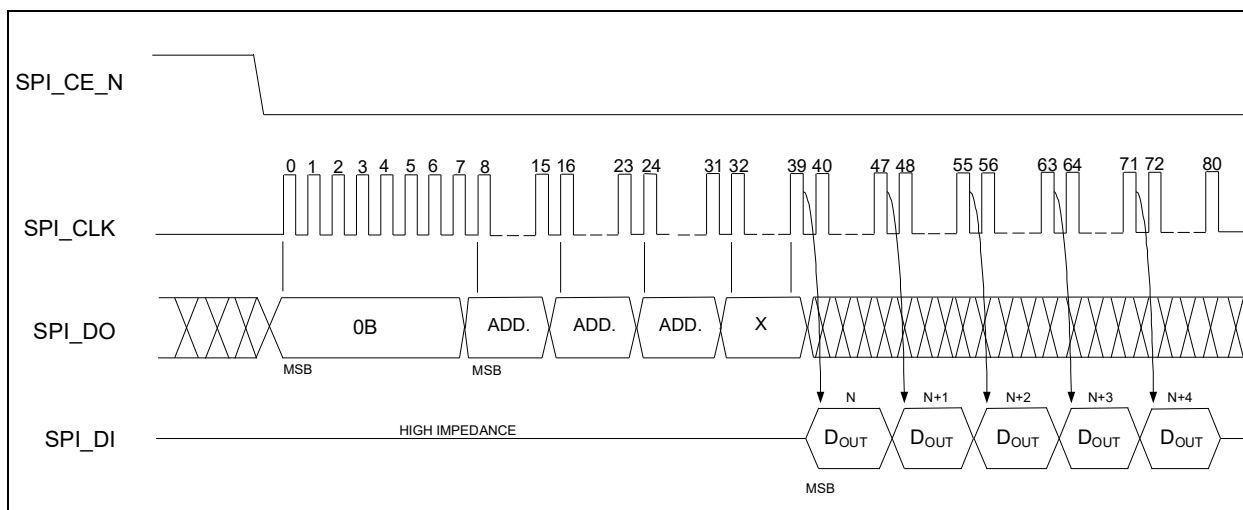 SPI_CE_N
0 1 2 3 4 5 6 7 8 15 16 23 24 31 32 39 40 47 48 55 56 63 64 71 72 80
SPI_CLK
SPI_DO
0B ADD. ADD. ADD. X
MSB MSB
N N+1 N+2 N+3 N+4
SPI_DI
HIGH IMPEDANCE
DOUT DOUT DOUT DOUT DOUT
MSB